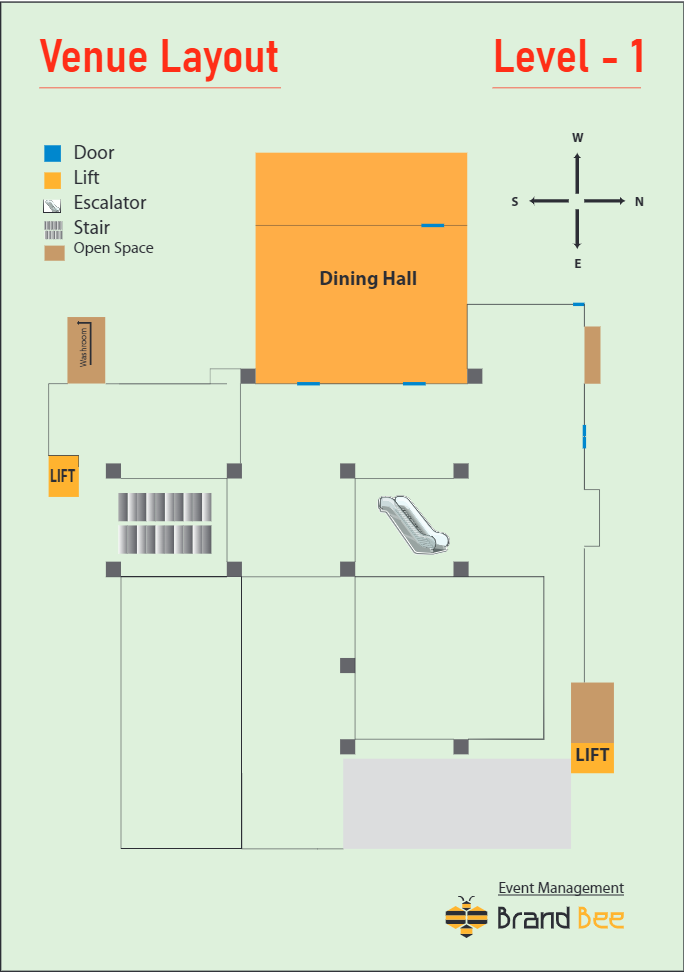 Venue Layout
Level - 1
Door
Lift
Escalator
Stair
Open Space
W
S
N
E
Dining Hall
Washroom
LIFT
LIFT
Event Management
Brand Bee